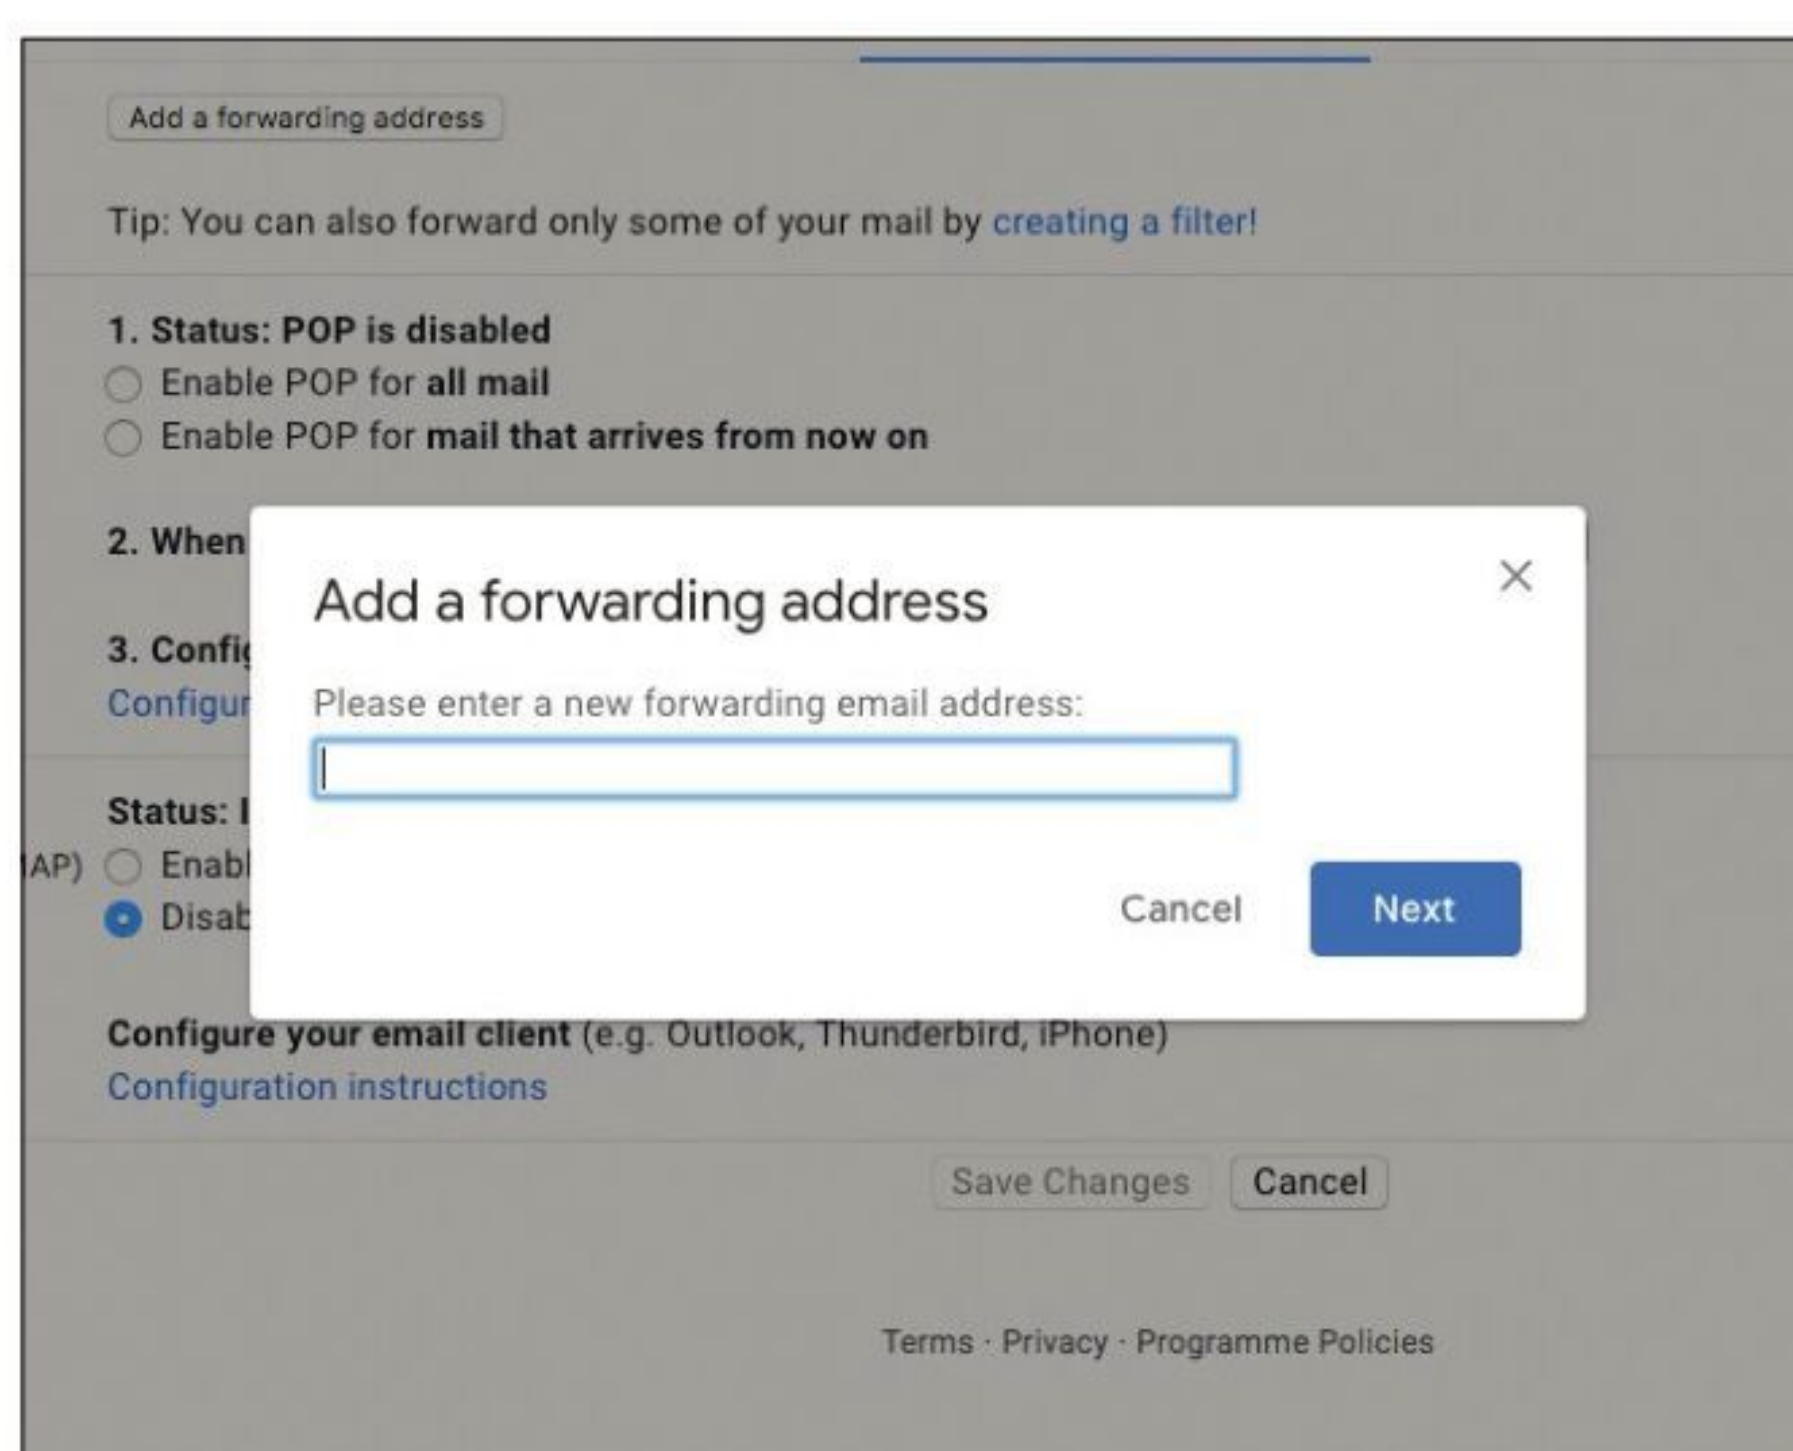 Add a forwarding address
Tip: You can also forward only some of your mail by creating a filter!
1. Status: POP is disabled
Enable POP for all mail
Enable POP for mail that arrives from now on
2. When
3. Config
Configur
Add a forwarding address
Please enter a new forwarding email address:
Cancel Next
Status: I
IAP) Enabl
Disab
Configure your email client (e.g. Outlook, Thunderbird, iPhone)
Configuration instructions
Save Changes Cancel
Terms · Privacy · Programme Policies